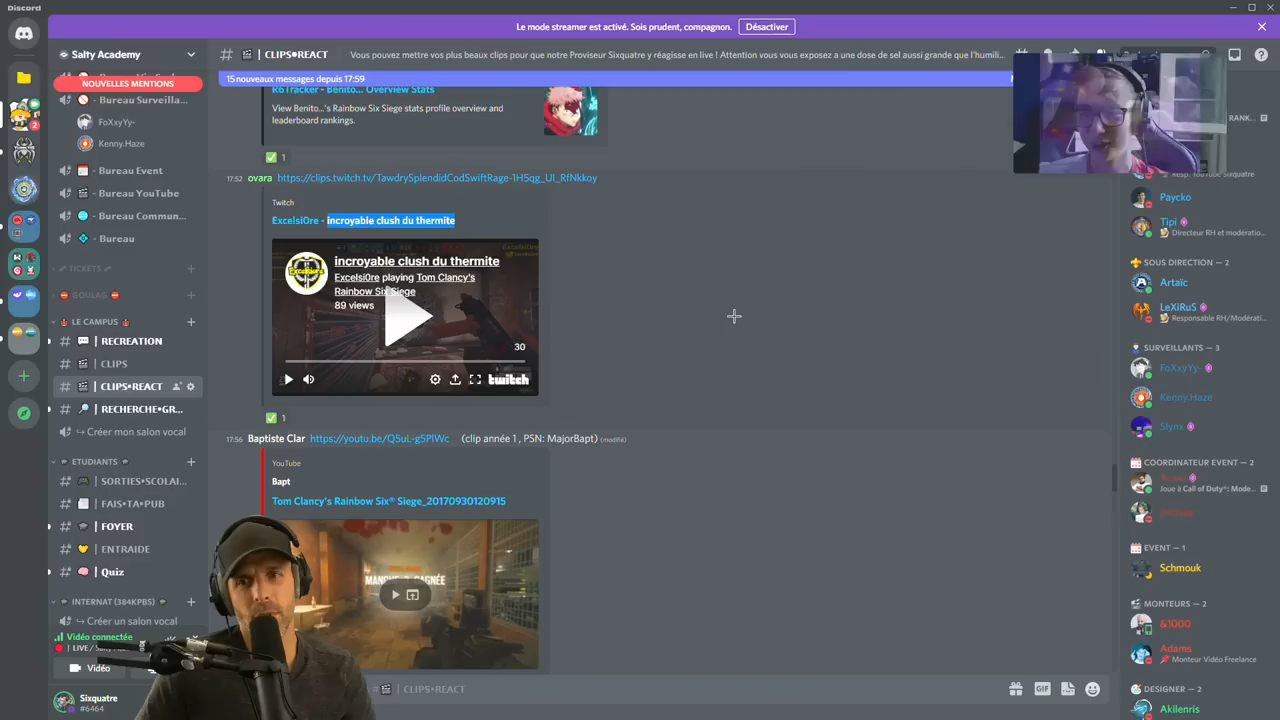 Discord
Le mode streamer est activé. Sois prudent, compagnon.
Désactiver
Salty Academy
NOUVELLES MENTIONS
- Bureau Surveilla...
FoXxyYy-
Kenny.Haze
- Bureau Event
- Bureau YouTube
- Bureau Commun...
- Bureau
TICKETS
GOULAG
LE CAMPUS
| RECREATION
| CLIPS
| CLIPS•REACT
| RECHERCHE•GR...
Créer mon salon vocal
ETUDIANTS
| SORTIES•SCOLAI...
| FAIS•TA•PUB
| FOYER
| ENTRAIDE
| Quiz
INTERNAT (384KPBS)
Créer un salon vocal
Vidéo connectée
LIVE /
Vidéo
Sixquatre
#6464
| CLIPS•REACT
Vous pouvez mettre vos plus beaux clips pour que notre Proviseur Sixquatre y réagisse en live ! Attention vous vous exposez a une dose de sel aussi grande que l'humili...
15 nouveaux messages depuis 17:59
R6Tracker - Benito... Overview Stats
View Benito...'s Rainbow Six Siege stats profile overview and
leaderboard rankings.
1
17:52 ovara https://clips.twitch.tv/TawdrySplendidCodSwiftRage-1H5qg_UI_RfNkkoy
Twitch
Excelsi0re - incroyable clush du thermite
incroyable clush du thermite
Excelsi0re playing Tom Clancy's
Rainbow Six Siege
89 views
30
twitch
1
17:56 Baptiste Clar https://youtu.be/Q5uL-g5PlWc (clip année 1 , PSN: MajorBapt) (modifié)
YouTube
Bapt
Tom Clancy's Rainbow Six® Siege_20170930120915
| CLIPS•REACT
GIF
RANK...
Resp. YouTube Sixquatre
Paycko
Tipi
Directeur RH et modération...
SOUS DIRECTION — 2
Artaïc
LeXiRuS
Responsable RH/Modérati...
SURVEILLANTS — 3
FoXxyYy-
Kenny.Haze
Slynx
COORDINATEUR EVENT — 2
Joue à Call of Duty®: Mode...
EVENT — 1
Schmouk
MONTEURS — 2
&1000
Adams
Monteur Vidéo Freelance
DESIGNER — 2
Akilenris